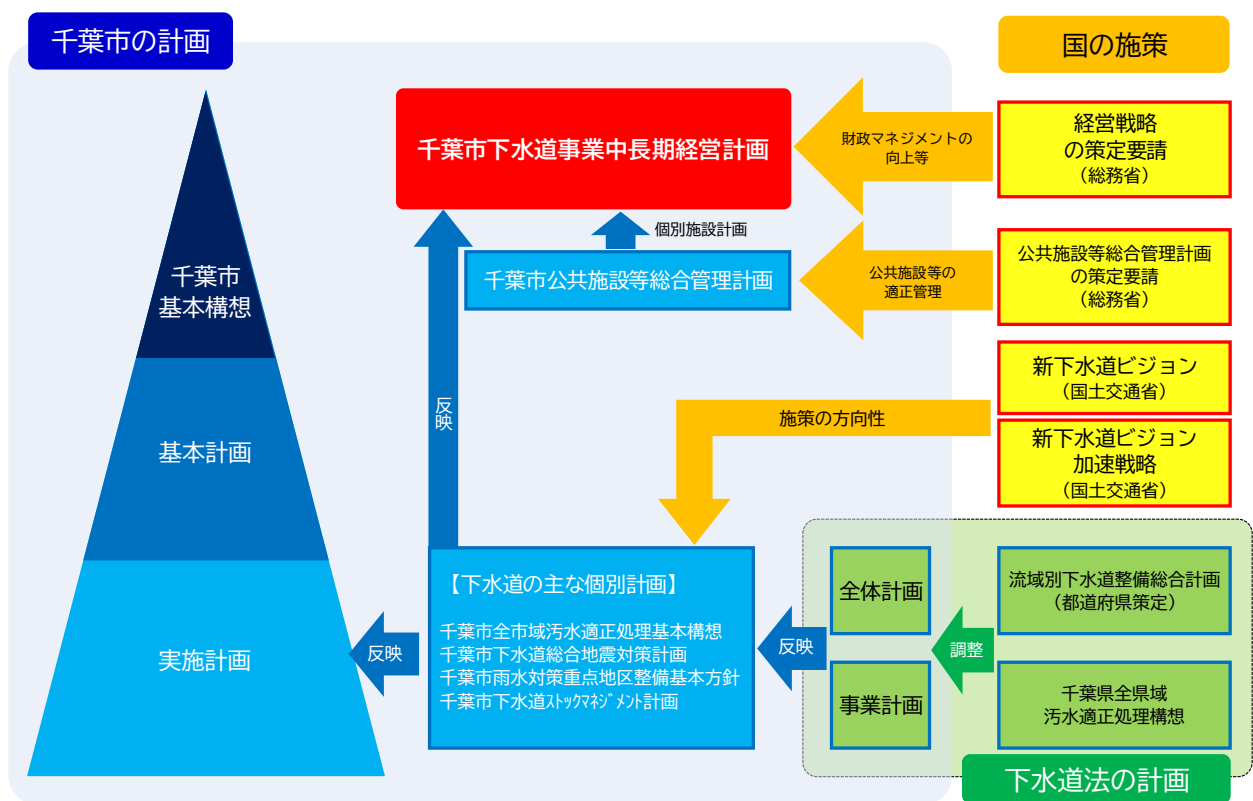 千葉市の計画
国の施策
千葉市下水道事業中長期経営計画
財政マネジメントの
向上等
経営戦略
の策定要請
（総務省）
個別施設計画
千葉市公共施設等総合管理計画
公共施設等の
適正管理
公共施設等総合管理計画
の策定要請
（総務省）
千葉市
基本構想
基本計画
実施計画
反映
施策の方向性
新下水道ビジョン
（国土交通省）
新下水道ビジョン
加速戦略
（国土交通省）
反映
【下水道の主な個別計画】
千葉市全市域汚水適正処理基本構想
千葉市下水道総合地震対策計画
千葉市雨水対策重点地区整備基本方針
千葉市下水道ｽﾄｯｸﾏﾈｼﾞﾒﾝﾄ計画
反映
全体計画
事業計画
調整
流域別下水道整備総合計画
（都道府県策定）
千葉県全県域
汚水適正処理構想
下水道法の計画